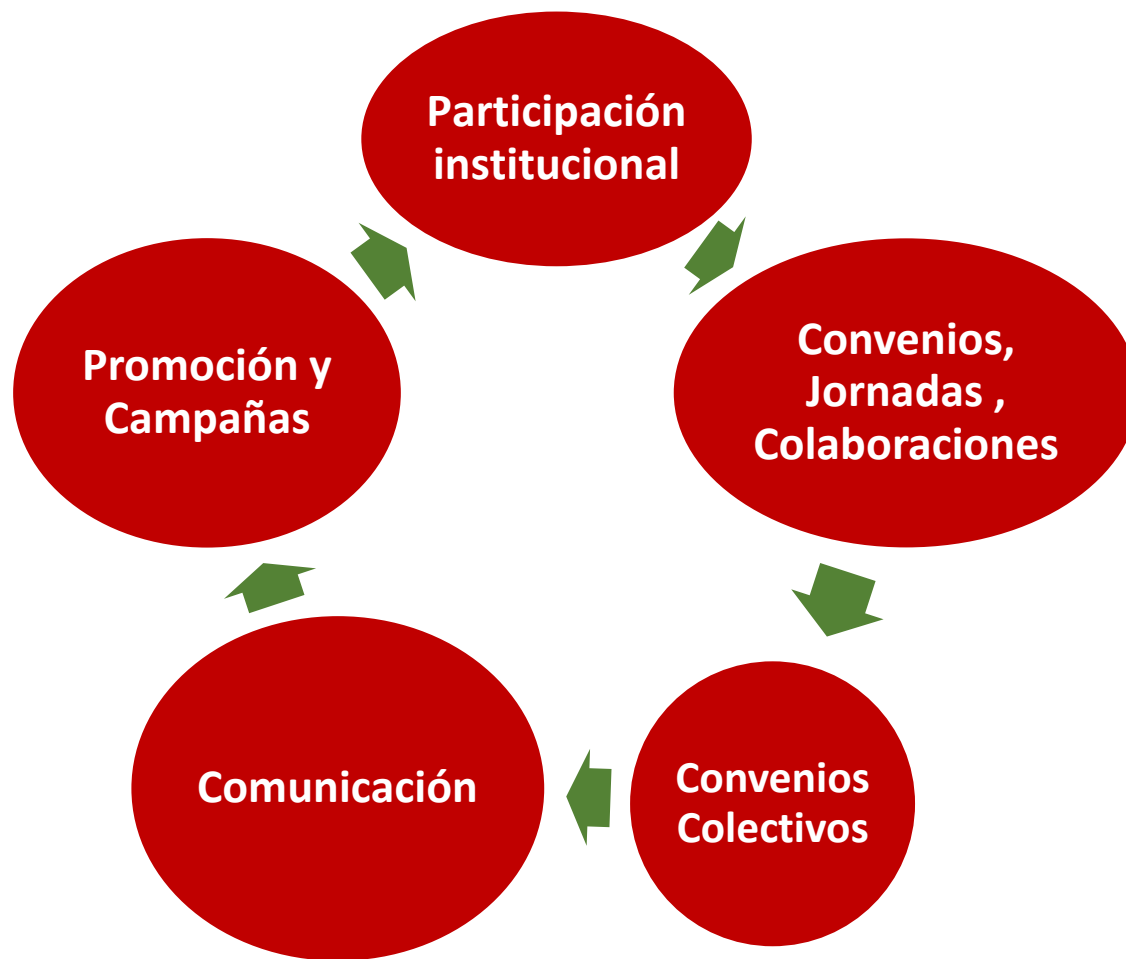 Participación
institucional
Convenios,
Jornadas ,
Colaboraciones
Convenios
Colectivos
Comunicación
Promoción y
Campañas